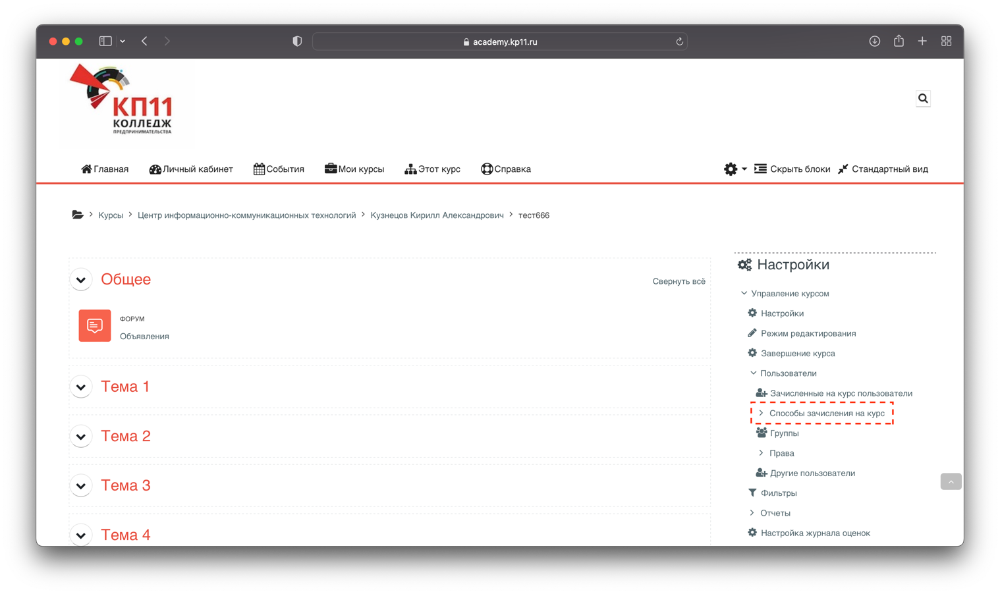 academy.kp11.ru
КП11
КОЛЛЕДЖ
ПРЕДПРИНИМАТЕЛЬСТВА
Главная Личный кабинет События Мои курсы Этот курс Справка Скрыть блоки Стандартный вид
Курсы > Центр информационно-коммуникационных технологий > Кузнецов Кирилл Александрович > тест666
Общее
Свернуть всё
ФОРУМ
Объявления
Тема 1
Тема 2
Тема 3
Тема 4
Настройки
Управление курсом
Настройки
Режим редактирования
Завершение курса
Пользователи
Зачисленные на курс пользователи
Способы зачисления на курс
Группы
Права
Другие пользователи
Фильтры
Отчеты
Настройка журнала оценок